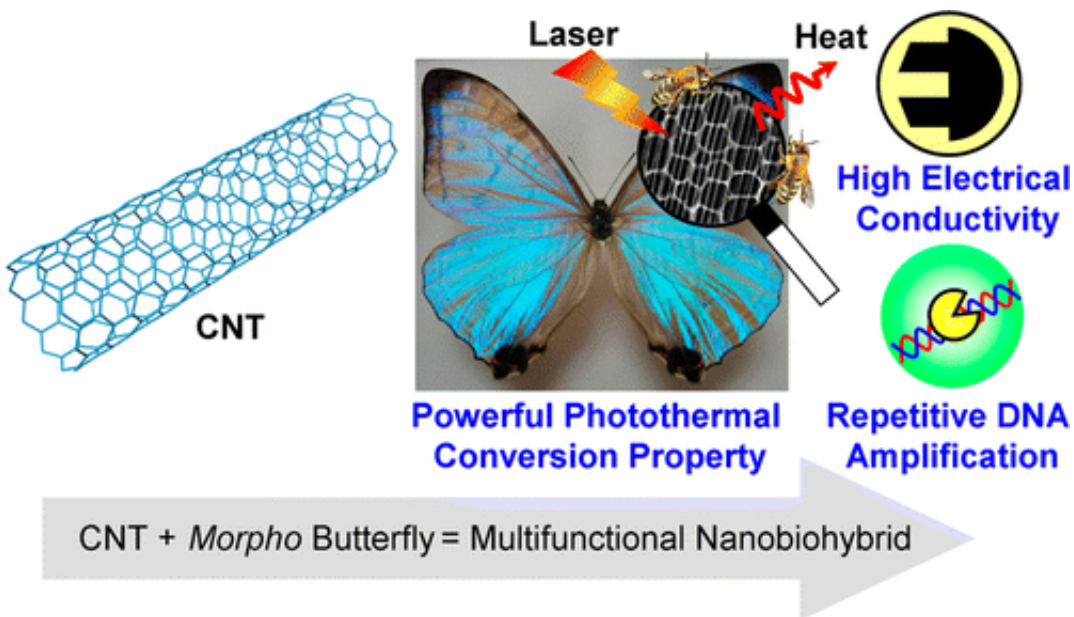 Laser
Heat
CNT
High Electrical
Conductivity
Powerful Photothermal
Conversion Property
Repetitive DNA
Amplification
CNT + Morpho Butterfly = Multifunctional Nanobiohybrid